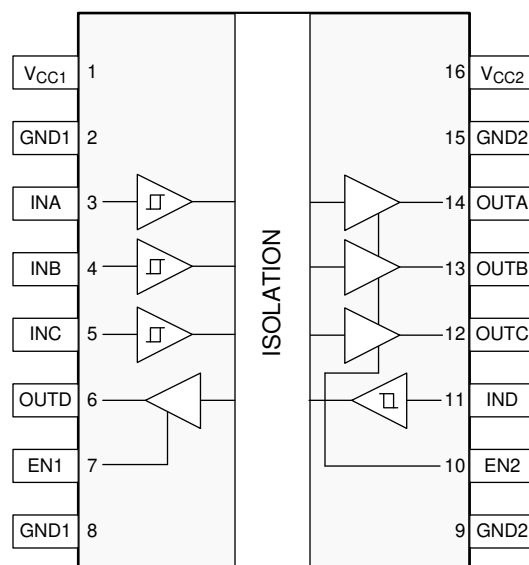 VCC1 1 16 VCC2
GND1 2 15 GND2
INA 3 14 OUTA
INB 4 13 OUTB
INC 5 12 OUTC
OUTD 6 11 IND
EN1 7 10 EN2
GND1 8 9 GND2
ISOLATION